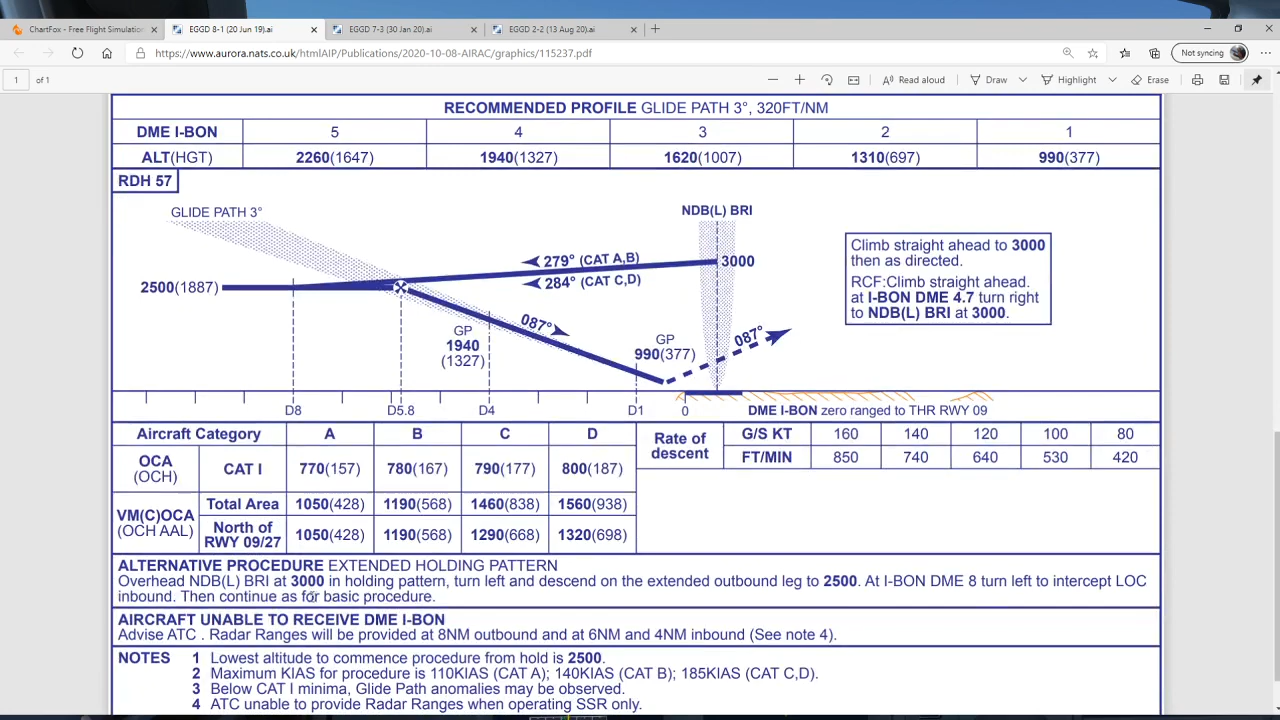 ChartFox - Free Flight Simulation
EGGD 8-1 (20 Jun 19).ai
EGGD 7-3 (30 Jan 20).ai
EGGD 2-2 (13 Aug 20).ai
https://www.aurora.nats.co.uk/htmlAIP/Publications/2020-10-08-AIRAC/graphics/115237.pdf
Not syncing
1 of 1
Read aloud
Draw
Highlight
Erase
RECOMMENDED PROFILE GLIDE PATH 3°, 320FT/NM
DME I-BON 5 4 3 2 1
ALT(HGT) 2260(1647) 1940(1327) 1620(1007) 1310(697) 990(377)
RDH 57
GLIDE PATH 3°
NDB(L) BRI
279° (CAT A,B)
3000
284° (CAT C,D)
2500(1887)
Climb straight ahead to 3000
then as directed.
RCF:Climb straight ahead.
at I-BON DME 4.7 turn right
to NDB(L) BRI at 3000.
087°
GP
1940
(1327)
GP
990(377)
087°
D8 D5.8 D4 D1 0 DME I-BON zero ranged to THR RWY 09
Aircraft Category A B C D
OCA
(OCH)
CAT I 770(157) 780(167) 790(177) 800(187)
VM(C)OCA
(OCH AAL)
Total Area 1050(428) 1190(568) 1460(838) 1560(938)
North of
RWY 09/27
1050(428) 1190(568) 1290(668) 1320(698)
Rate of
descent
G/S KT 160 140 120 100 80
FT/MIN 850 740 640 530 420
ALTERNATIVE PROCEDURE EXTENDED HOLDING PATTERN
Overhead NDB(L) BRI at 3000 in holding pattern, turn left and descend on the extended outbound leg to 2500. At I-BON DME 8 turn left to intercept LOC
inbound. Then continue as for basic procedure.
AIRCRAFT UNABLE TO RECEIVE DME I-BON
Advise ATC . Radar Ranges will be provided at 8NM outbound and at 6NM and 4NM inbound (See note 4).
NOTES 1 Lowest altitude to commence procedure from hold is 2500.
2 Maximum KIAS for procedure is 110KIAS (CAT A); 140KIAS (CAT B); 185KIAS (CAT C,D).
3 Below CAT I minima, Glide Path anomalies may be observed.
4 ATC unable to provide Radar Ranges when operating SSR only.